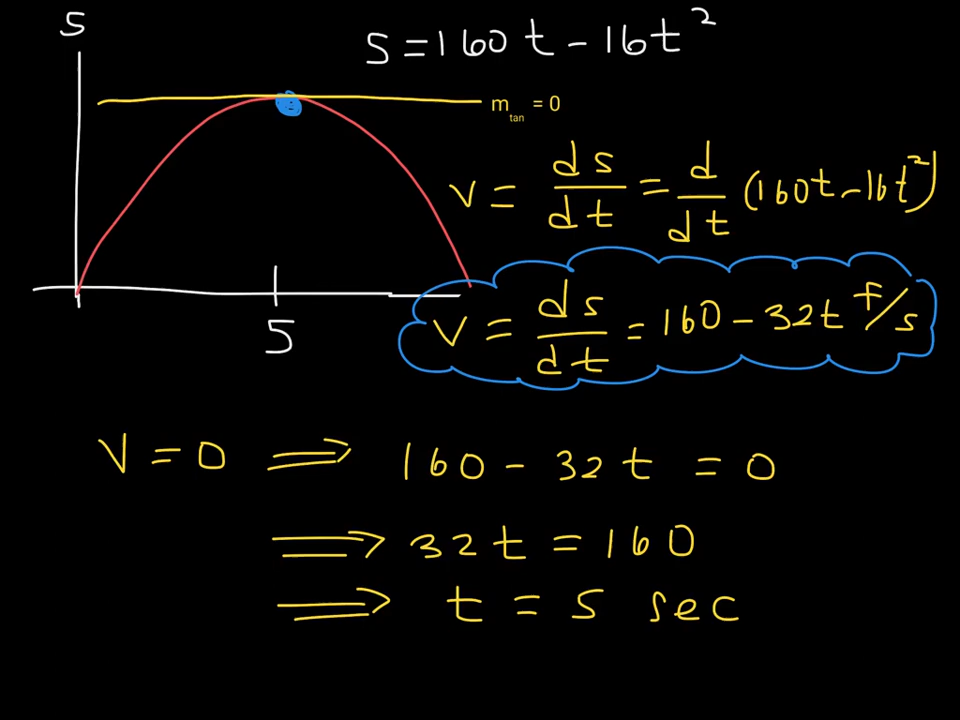 S
S = 160t - 16t²
m_tan = 0
V = ds/dt = d/dt (160t - 16t²)
V = ds/dt = 160 - 32t f/s
5
V = 0 ⟹ 160 - 32t = 0
⟹ 32t = 160
⟹ t = 5 sec